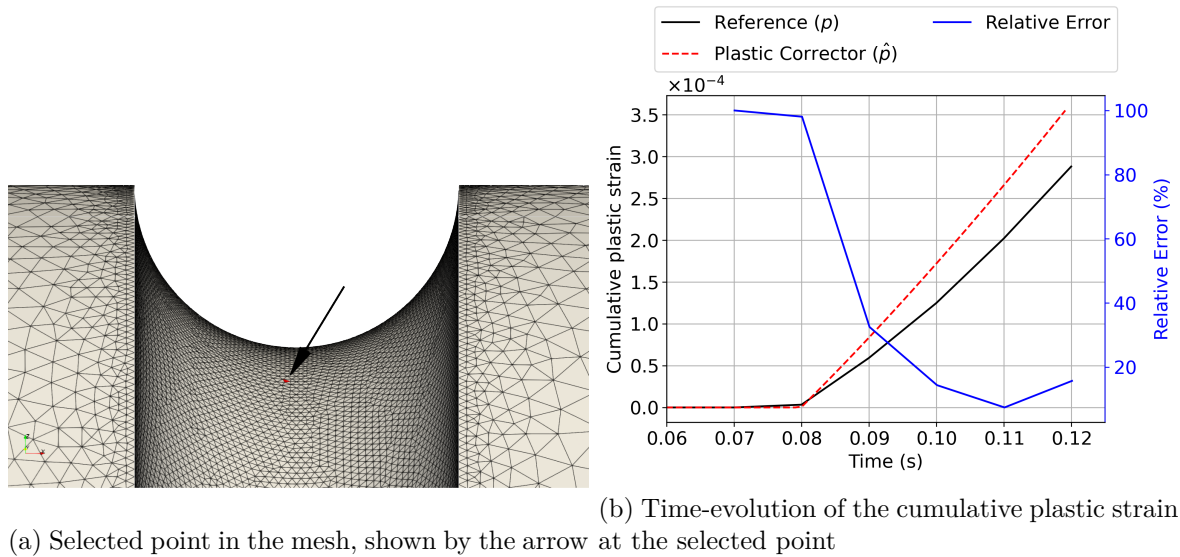 Reference (p)
Plastic Corrector (p̂)
Relative Error
×10⁻⁴
Cumulative plastic strain
3.5
3.0
2.5
2.0
1.5
1.0
0.5
0.0
0.06 0.07 0.08 0.09 0.10 0.11 0.12
Time (s)
100
80
60
40
20
Relative Error (%)
(b) Time-evolution of the cumulative plastic strain
(a) Selected point in the mesh, shown by the arrow at the selected point